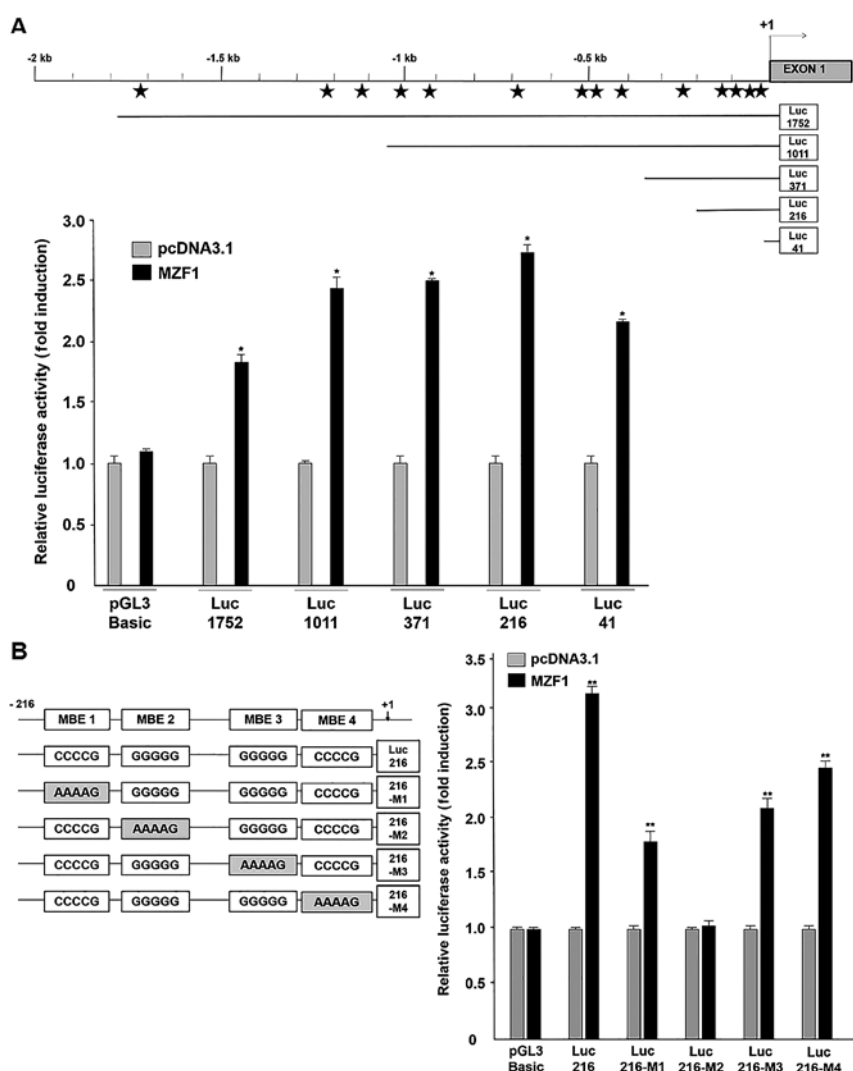 A
+1
-2 kb
-1.5 kb
-1 kb
-0.5 kb
EXON 1
Luc
1752
Luc
1011
Luc
371
Luc
216
Luc
41
Relative luciferase activity (fold induction)
3.0
2.5
2.0
1.5
1.0
0.5
0
pcDNA3.1
MZF1
*
*
*
*
*
pGL3
Basic
Luc
1752
Luc
1011
Luc
371
Luc
216
Luc
41
B
- 216
+1
MBE 1 MBE 2 MBE 3 MBE 4
CCCCG GGGGG GGGGG CCCCG
Luc
216
AAAAG GGGGG GGGGG CCCCG
216
-M1
CCCCG AAAAG GGGGG CCCCG
216
-M2
CCCCG GGGGG AAAAG CCCCG
216
-M3
CCCCG GGGGG GGGGG AAAAG
216
-M4
Relative luciferase activity (fold induction)
3.5
3.0
2.5
2.0
1.5
1.0
0.5
0
pcDNA3.1
MZF1
**
**
**
**
pGL3
Basic
Luc
216
Luc
216-M1
Luc
216-M2
Luc
216-M3
Luc
216-M4